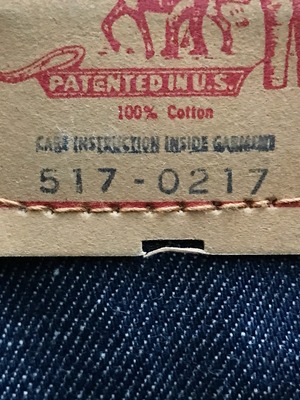 PATENTED IN U.S.
100% Cotton
CARE INSTRUCTION INSIDE GARMENT
517-0217